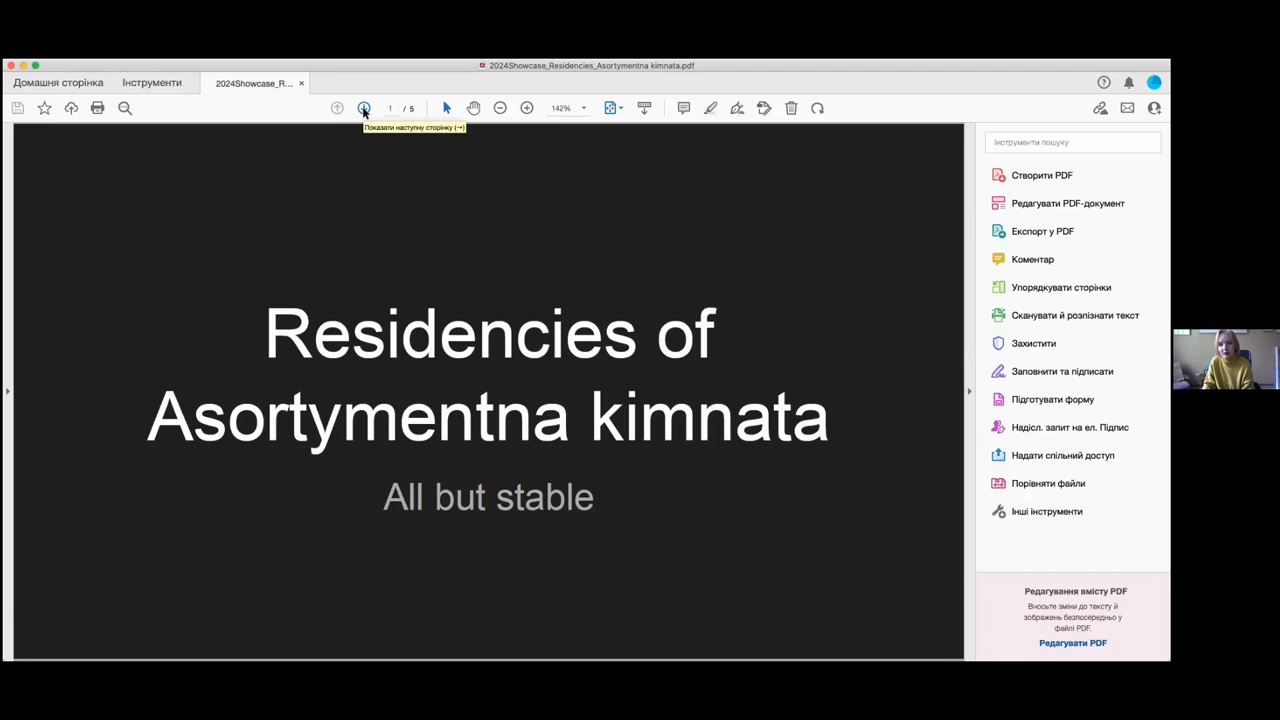 2024Showcase_Residencies_Asortymentna kimnata.pdf
Домашня сторінка
Інструменти
2024Showcase_R... ×
1 / 5
142%
Показати наступну сторінку (→)
Residencies of
Asortymentna kimnata
All but stable
Інструменти пошуку
Створити PDF
Редагувати PDF-документ
Експорт у PDF
Коментар
Упорядкувати сторінки
Сканувати й розпізнати текст
Захистити
Заповнити та підписати
Підготувати форму
Надісл. запит на ел. Підпис
Надати спільний доступ
Порівняти файли
Інші інструменти
Редагування вмісту PDF
Вносьте зміни до тексту й
зображень безпосередньо у
файлі PDF.
Редагувати PDF